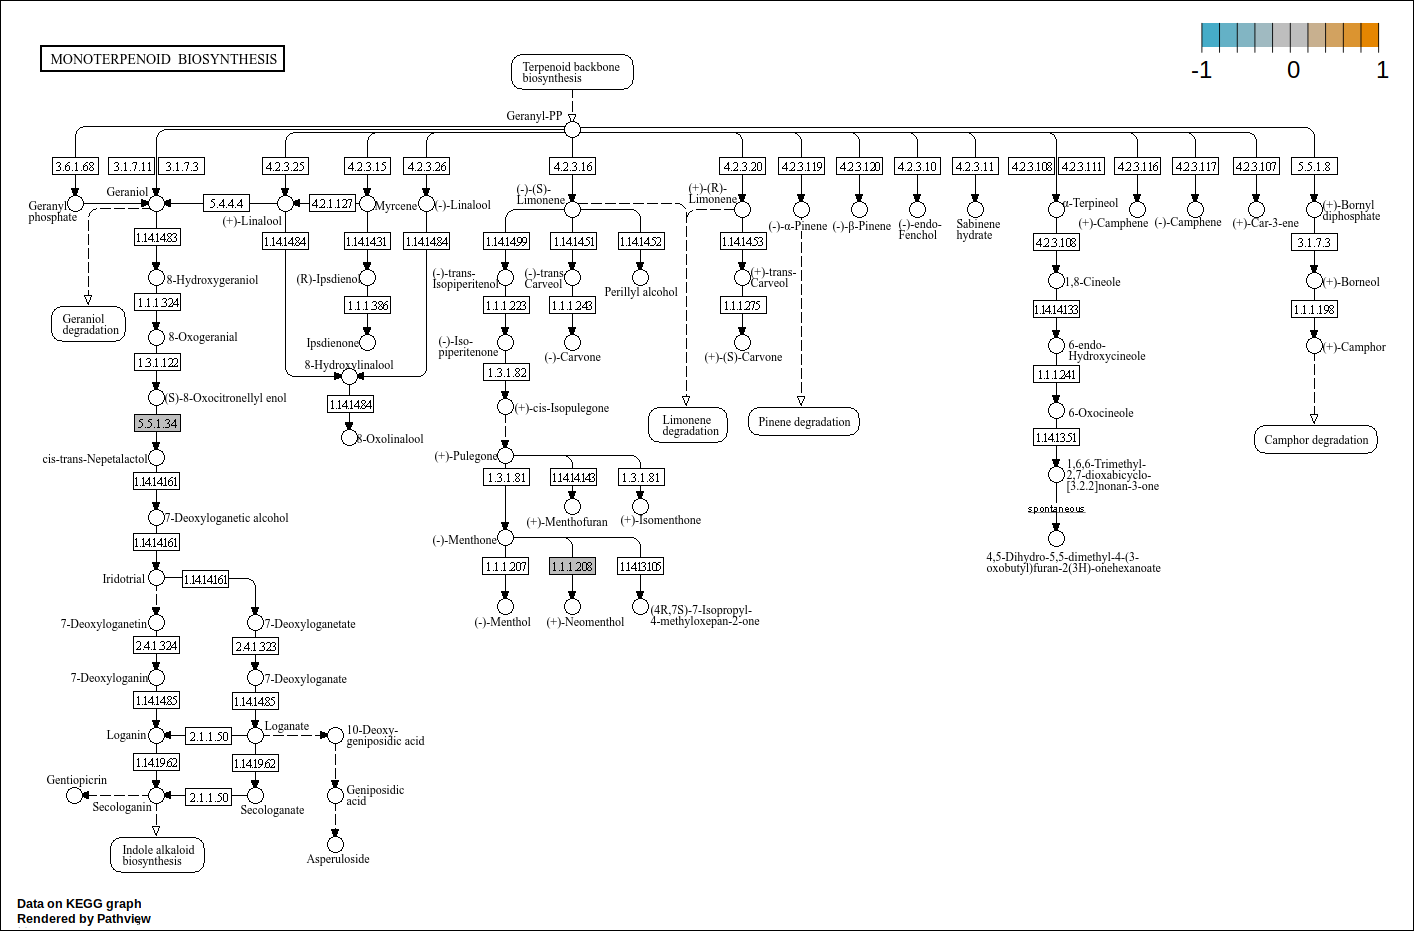 MONOTERPENOID BIOSYNTHESIS
-1
0
1
Terpenoid backbone
biosynthesis
Geranyl-PP
3.6.1.68
3.1.7.11
3.1.7.3
4.2.3.25
4.2.3.15
4.2.3.26
4.2.3.16
4.2.3.20
4.2.3.119
4.2.3.120
4.2.3.10
4.2.3.11
4.2.3.108
4.2.3.111
4.2.3.116
4.2.3.117
4.2.3.107
5.5.1.8
Geranyl
phosphate
Geraniol
5.4.4.4
(+)-Linalool
4.2.1.127
Myrcene
(-)-Linalool
(-)-(S)-
Limonene
(+)-(R)-
Limonene
(-)-α-Pinene
(-)-β-Pinene
(-)-endo-
Fenchol
Sabinene
hydrate
α-Terpineol
(+)-Camphene
(-)-Camphene
(+)-Car-3-ene
(+)-Bornyl
diphosphate
1.14.14.83
1.14.14.84
1.14.14.31
1.14.14.84
1.14.14.99
1.14.14.51
1.14.14.52
1.14.14.53
4.2.3.108
3.1.7.3
8-Hydroxygeraniol
(R)-Ipsdienol
(-)-trans-
Isopiperitenol
(-)-trans
Carveol
Perillyl alcohol
(+)-trans-
Carveol
1,8-Cineole
(+)-Borneol
1.1.1.324
1.1.1.386
1.1.1.223
1.1.1.243
1.1.1.275
1.14.14.133
1.1.1.198
Geraniol
degradation
8-Oxogeranial
Ipsdienone
(-)-Iso-
piperitenone
(-)-Carvone
(+)-(S)-Carvone
6-endo-
Hydroxycineole
(+)-Camphor
1.3.1.122
8-Hydroxylinalool
1.3.1.82
1.1.1.241
(S)-8-Oxocitronellyl enol
1.14.14.84
(+)-cis-Isopulegone
Limonene
degradation
Pinene degradation
6-Oxocineole
Camphor degradation
5.5.1.34
8-Oxolinalool
1.14.13.51
cis-trans-Nepetalactol
(+)-Pulegone
1,6,6-Trimethyl-
2,7-dioxabicyclo-
[3.2.2]nonan-3-one
1.14.14.161
1.3.1.81
1.14.14.143
1.3.1.81
7-Deoxyloganetic alcohol
(+)-Menthofuran
(+)-Isomenthone
spontaneous
1.14.14.161
(-)-Menthone
4,5-Dihydro-5,5-dimethyl-4-(3-
oxobutyl)furan-2(3H)-onehexanoate
1.1.1.207
1.1.1.208
1.14.13.105
Iridotrial
1.14.14.161
7-Deoxyloganetin
7-Deoxyloganetate
(-)-Menthol
(+)-Neomenthol
(4R,7S)-7-Isopropyl-
4-methyloxepan-2-one
2.4.1.324
2.4.1.323
7-Deoxyloganin
7-Deoxyloganate
1.14.14.85
1.14.14.85
Loganin
2.1.1.50
Loganate
10-Deoxy-
geniposidic acid
1.14.19.62
1.14.19.62
Gentiopicrin
Secologanin
2.1.1.50
Secologanate
Geniposidic
acid
Indole alkaloid
biosynthesis
Asperuloside
Data on KEGG graph
Rendered by Pathview